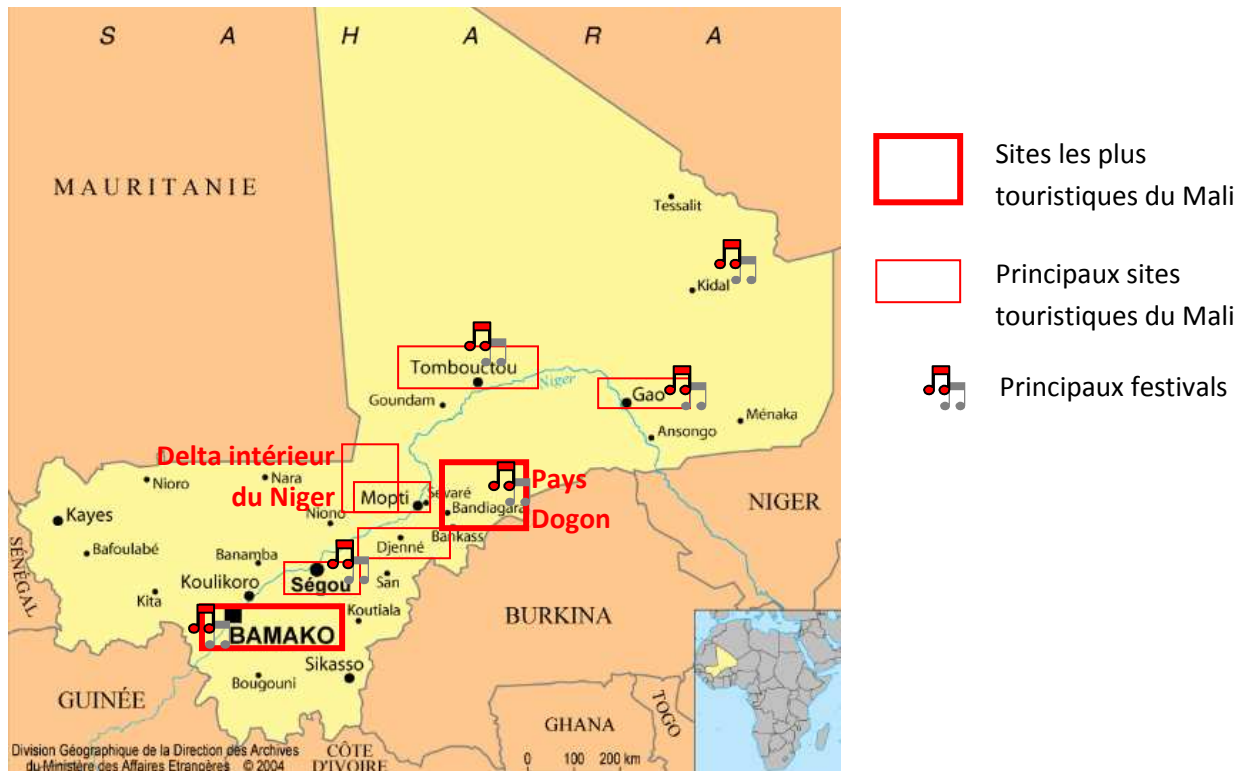 S A H A R A
MAURITANIE
Tessalit
Kidal
Tombouctou
Niger
Goundam
Gao
Ménaka
Ansongo
Delta intérieur
du Niger
Nara
Nioro
Mopti
Sévaré
Pays
Dogon
Bandiagara
NIGER
Kayes
Niono
Bankass
Bafoulabé
Djenné
SÉNÉGAL
Banamba
Ségou
San
Koulikoro
Kita
Koutiala
BURKINA
BAMAKO
Sikasso
Bougouni
GUINÉE
GHANA
TOGO
CÔTE
D'IVOIRE
0 100 200 km
Division Géographique de la Direction des Archives
du Ministère des Affaires Etrangères © 2004
Sites les plus
touristiques du Mali
Principaux sites
touristiques du Mali
Principaux festivals